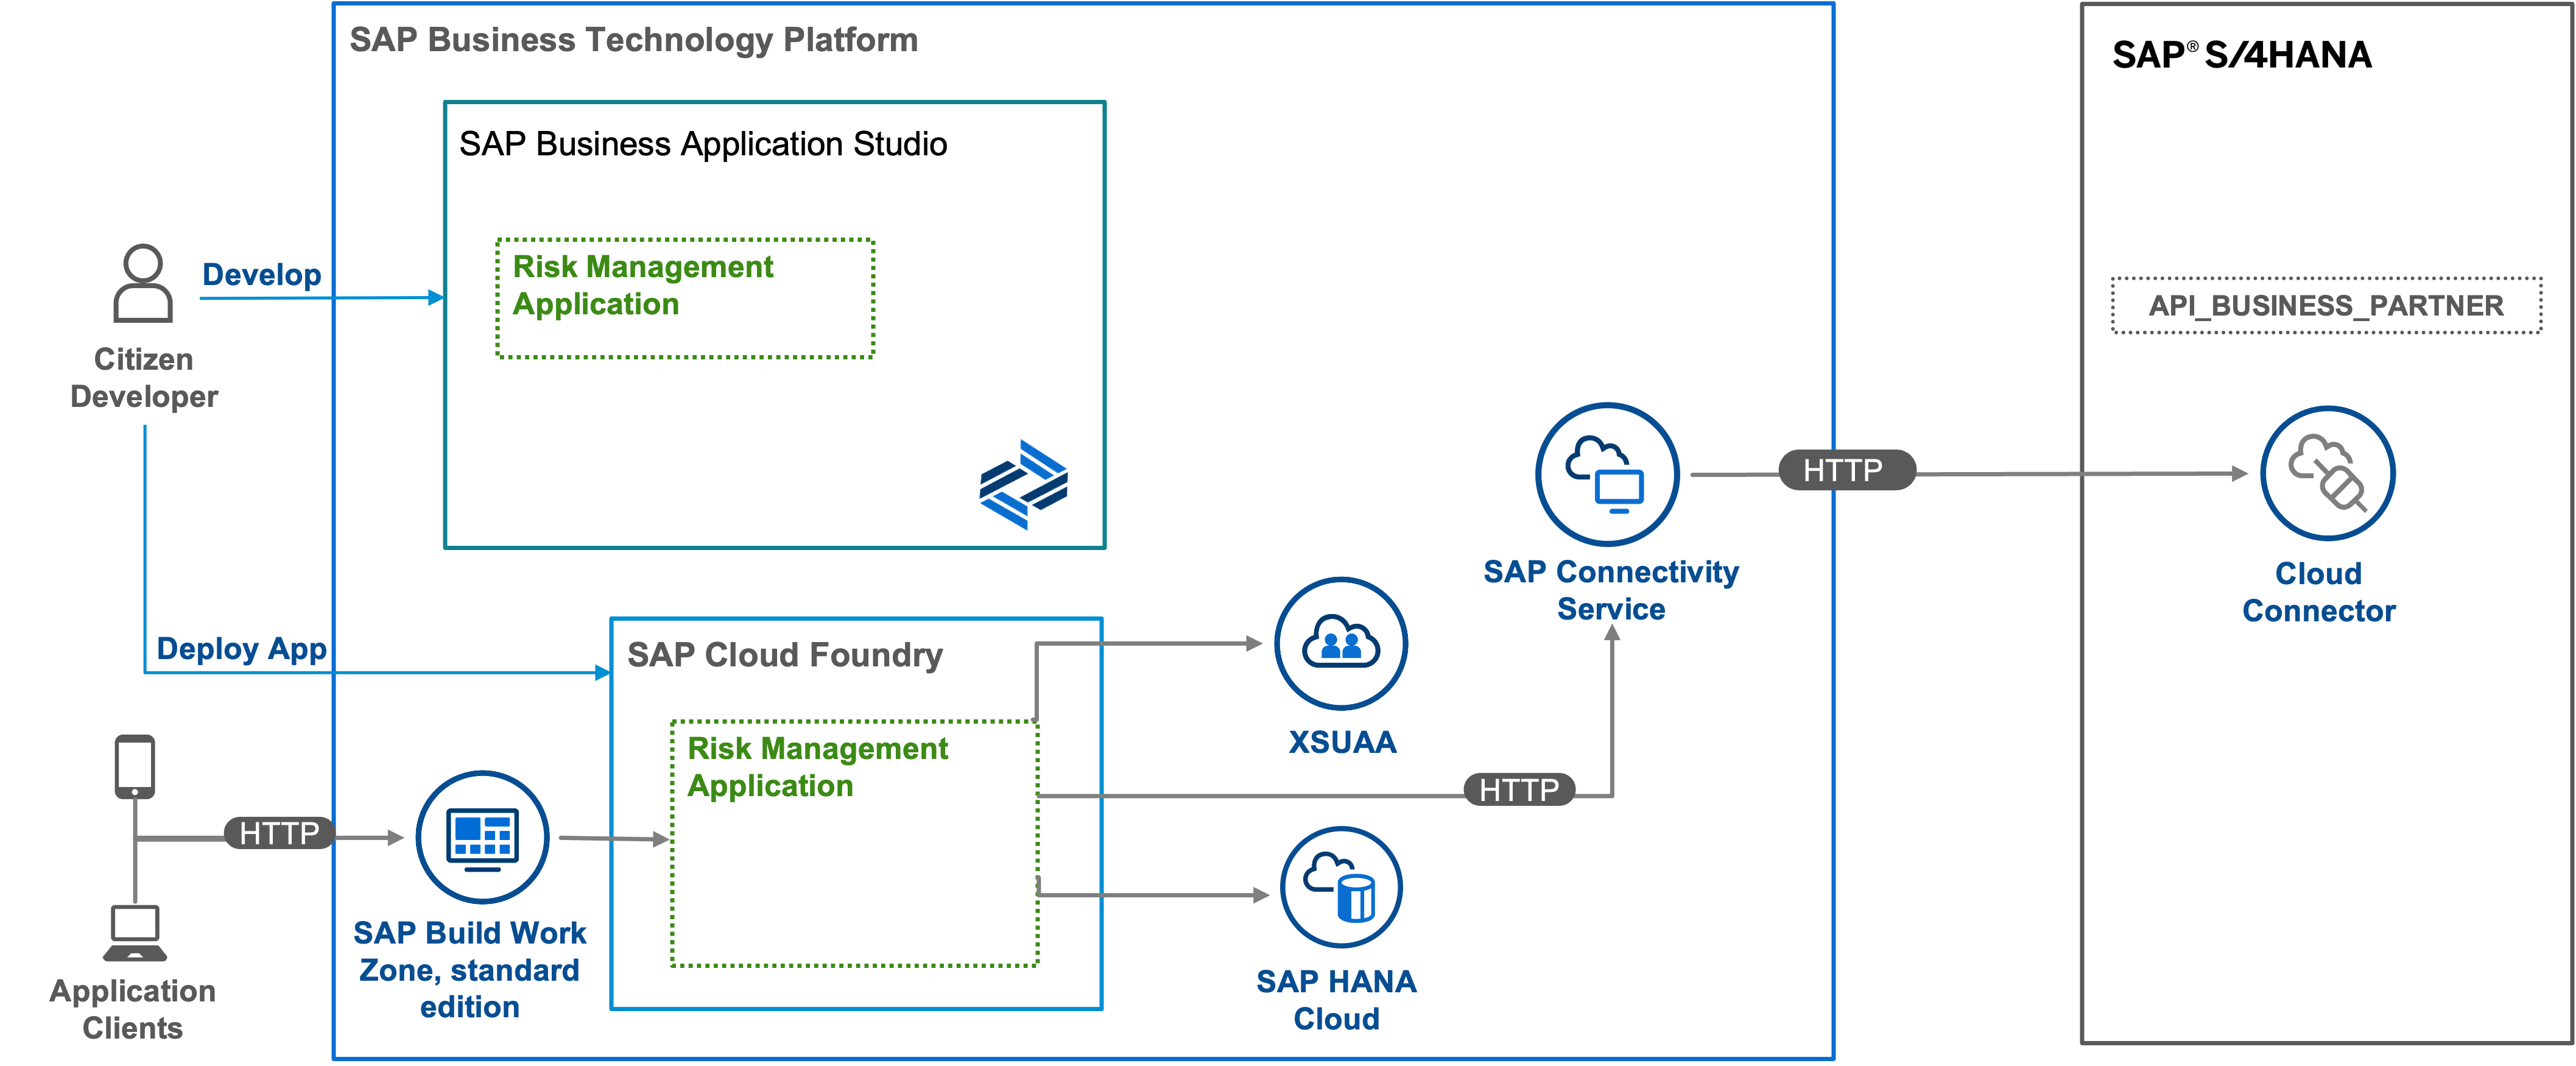 SAP Business Technology Platform
SAP® S/4HANA
SAP Business Application Studio
Risk Management
Application
Develop
Citizen
Developer
API_BUSINESS_PARTNER
HTTP
SAP Connectivity
Service
Cloud
Connector
Deploy App
SAP Cloud Foundry
XSUAA
Risk Management
Application
HTTP
HTTP
SAP Build Work
Zone, standard
edition
SAP HANA
Cloud
Application
Clients